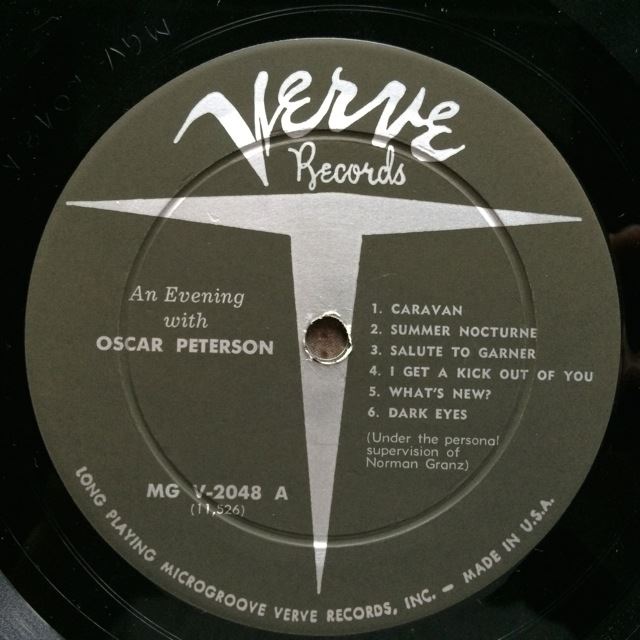 Verve
Records
An Evening
with
OSCAR PETERSON
1. CARAVAN
2. SUMMER NOCTURNE
3. SALUTE TO GARNER
4. I GET A KICK OUT OF YOU
5. WHAT'S NEW?
6. DARK EYES
(Under the personal
supervision of
Norman Granz)
MG V-2048 A
(11,526)
LONG PLAYING MICROGROOVE VERVE RECORDS, INC. – MADE IN U.S.A.